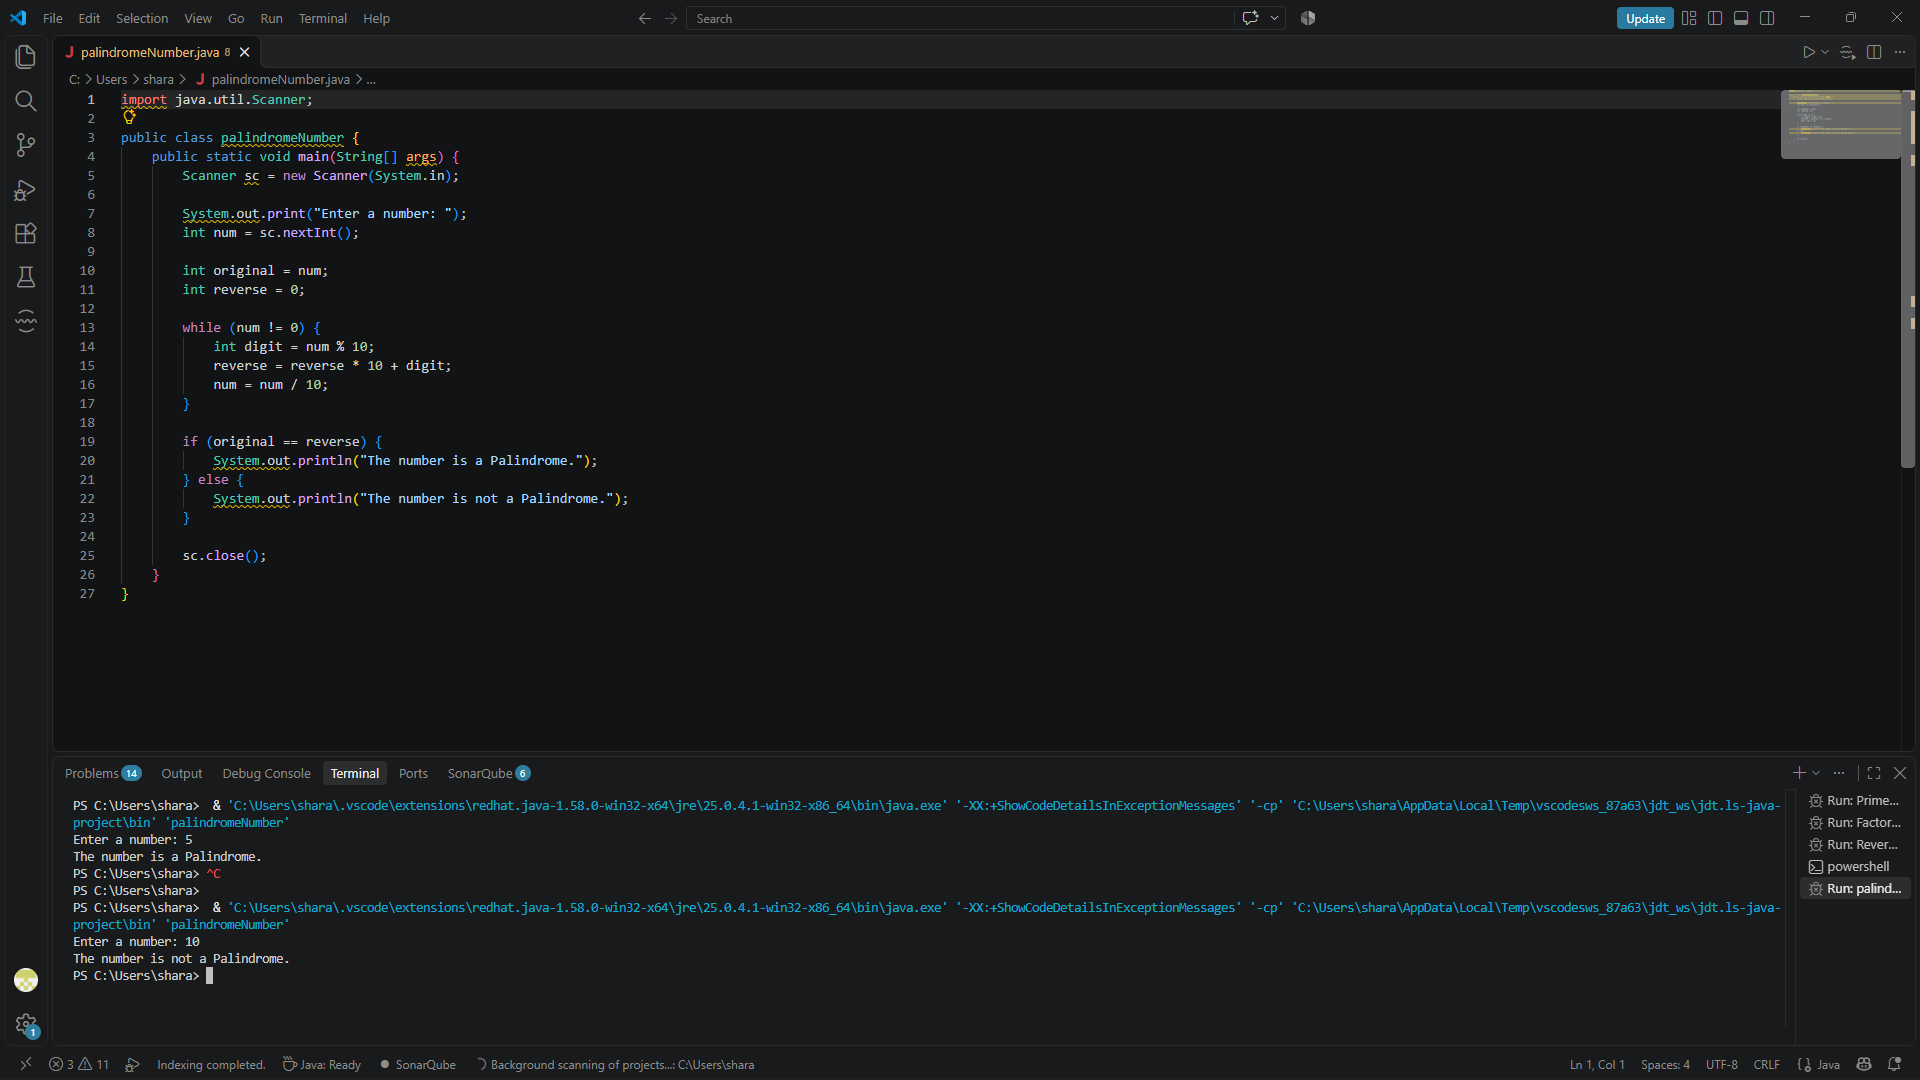 File Edit Selection View Go Run Terminal Help
Search
Update
palindromeNumber.java 8
C: > Users > shara > palindromeNumber.java > ...
1 import java.util.Scanner;
2
3 public class palindromeNumber {
4 public static void main(String[] args) {
5 Scanner sc = new Scanner(System.in);
6
7 System.out.print("Enter a number: ");
8 int num = sc.nextInt();
9
10 int original = num;
11 int reverse = 0;
12
13 while (num != 0) {
14 int digit = num % 10;
15 reverse = reverse * 10 + digit;
16 num = num / 10;
17 }
18
19 if (original == reverse) {
20 System.out.println("The number is a Palindrome.");
21 } else {
22 System.out.println("The number is not a Palindrome.");
23 }
24
25 sc.close();
26 }
27 }
Problems 14 Output Debug Console Terminal Ports SonarQube 6
PS C:\Users\shara> & 'C:\Users\shara\.vscode\extensions\redhat.java-1.58.0-win32-x64\jre\25.0.4.1-win32-x86_64\bin\java.exe' '-XX:+ShowCodeDetailsInExceptionMessages' '-cp' 'C:\Users\shara\AppData\Local\Temp\vscodesws_87a63\jdt_ws\jdt.ls-java-
project\bin' 'palindromeNumber'
Enter a number: 5
The number is a Palindrome.
PS C:\Users\shara> ^C
PS C:\Users\shara>
PS C:\Users\shara> & 'C:\Users\shara\.vscode\extensions\redhat.java-1.58.0-win32-x64\jre\25.0.4.1-win32-x86_64\bin\java.exe' '-XX:+ShowCodeDetailsInExceptionMessages' '-cp' 'C:\Users\shara\AppData\Local\Temp\vscodesws_87a63\jdt_ws\jdt.ls-java-
project\bin' 'palindromeNumber'
Enter a number: 10
The number is not a Palindrome.
PS C:\Users\shara>
Run: Prime...
Run: Factor...
Run: Rever...
powershell
Run: palind...
1
3 11 Indexing completed. Java: Ready SonarQube Background scanning of projects...: C:\Users\shara Ln 1, Col 1 Spaces: 4 UTF-8 CRLF Java